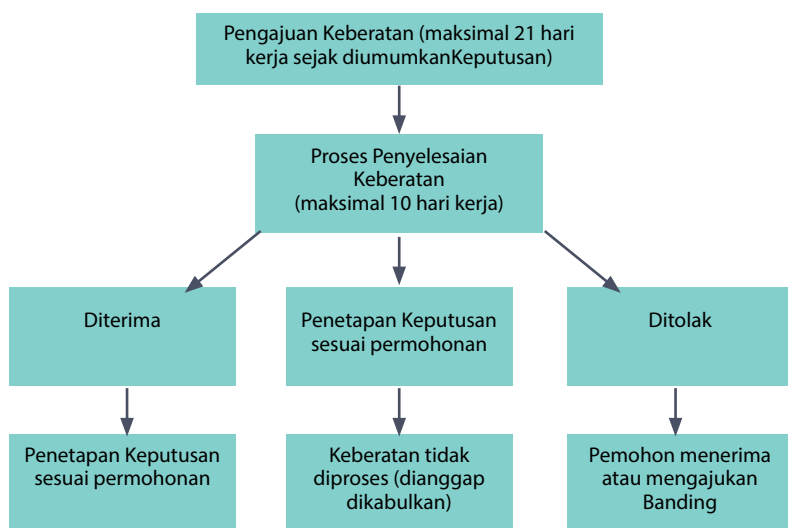 Pengajuan Keberatan (maksimal 21 hari
kerja sejak diumumkanKeputusan)
Proses Penyelesaian
Keberatan
(maksimal 10 hari kerja)
Diterima
Penetapan Keputusan
sesuai permohonan
Ditolak
Penetapan Keputusan
sesuai permohonan
Keberatan tidak
diproses (dianggap
dikabulkan)
Pemohon menerima
atau mengajukan
Banding